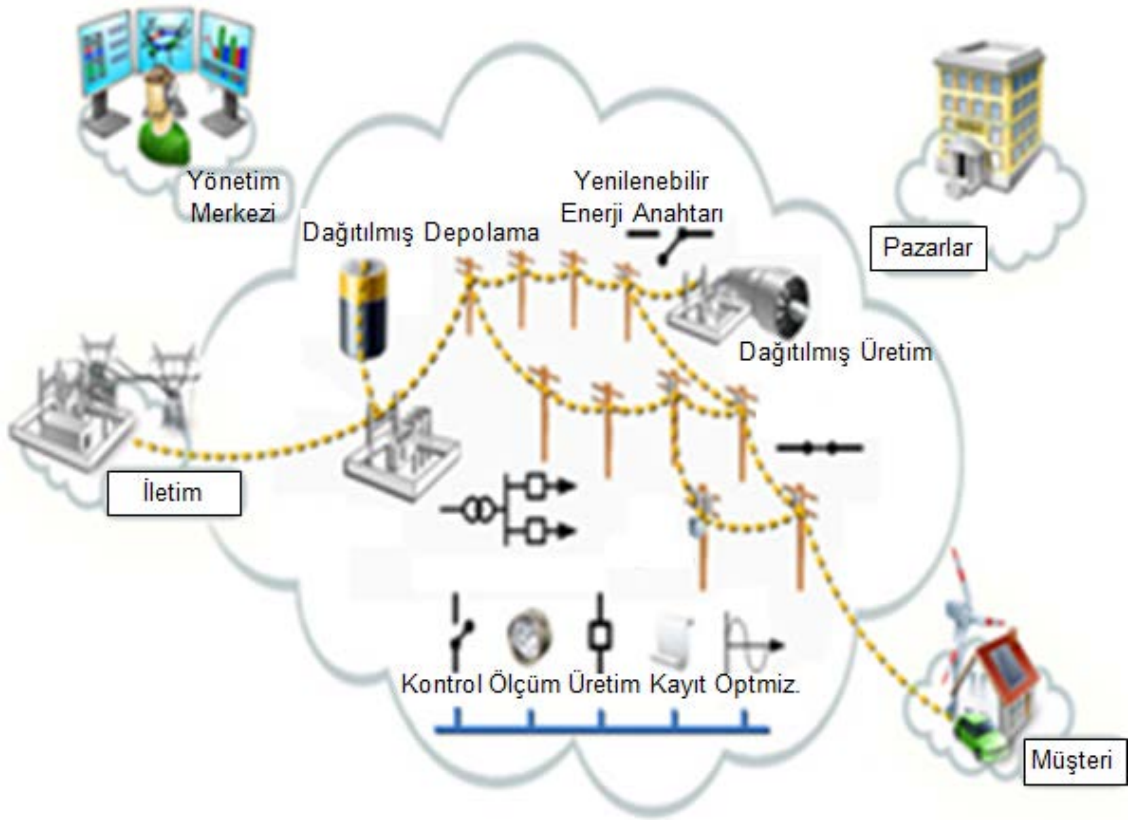 Yönetim
Merkezi
Yenilenebilir
Enerji Anahtarı
Dağıtılmış Depolama
Pazarlar
Dağıtılmış Üretim
İletim
Kontrol Ölçüm Üretim Kayıt Optmiz.
Müşteri